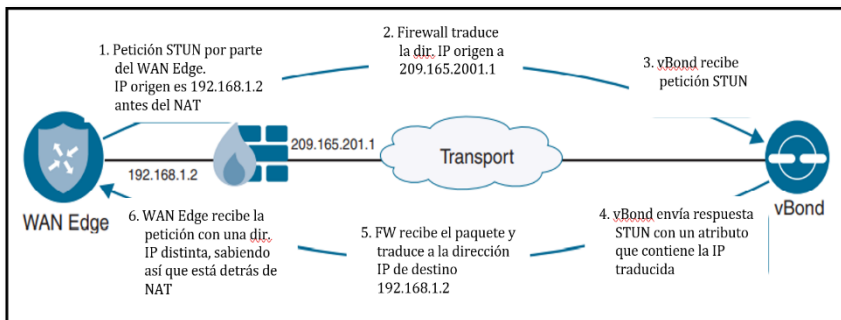 1. Petición STUN por parte
del WAN Edge.
IP origen es 192.168.1.2
antes del NAT
2. Firewall traduce
la dir. IP origen a
209.165.2001.1
3. vBond recibe
petición STUN
192.168.1.2
209.165.201.1
Transport
WAN Edge
vBond
4. vBond envía respuesta
STUN con un atributo
que contiene la IP
traducida
5. FW recibe el paquete y
traduce a la dirección
IP de destino
192.168.1.2
6. WAN Edge recibe la
petición con una dir.
IP distinta, sabiendo
así que está detrás de
NAT